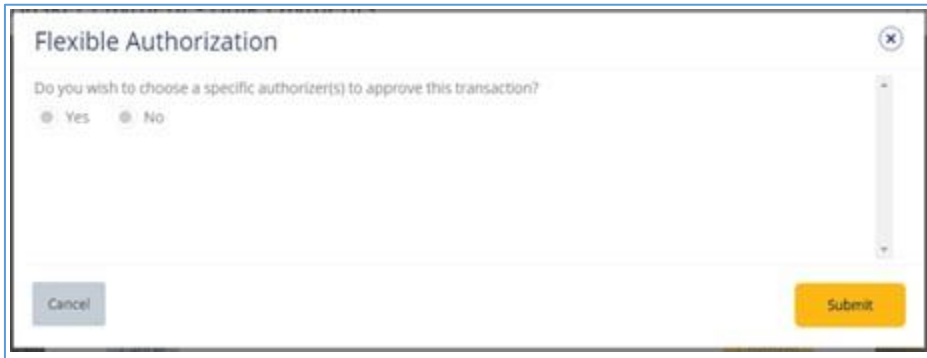 Flexible Authorization
Do you wish to choose a specific authorizer(s) to approve this transaction?
Yes No
Cancel Submit